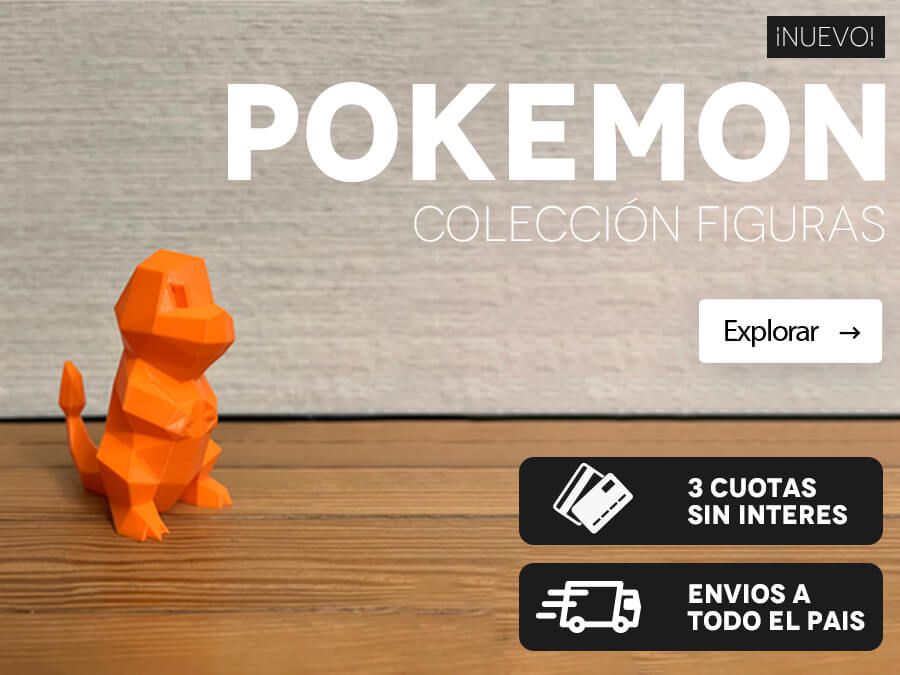 ¡NUEVO!
POKEMON
COLECCIÓN FIGURAS
Explorar →
3 CUOTAS
SIN INTERES
ENVIOS A
TODO EL PAIS